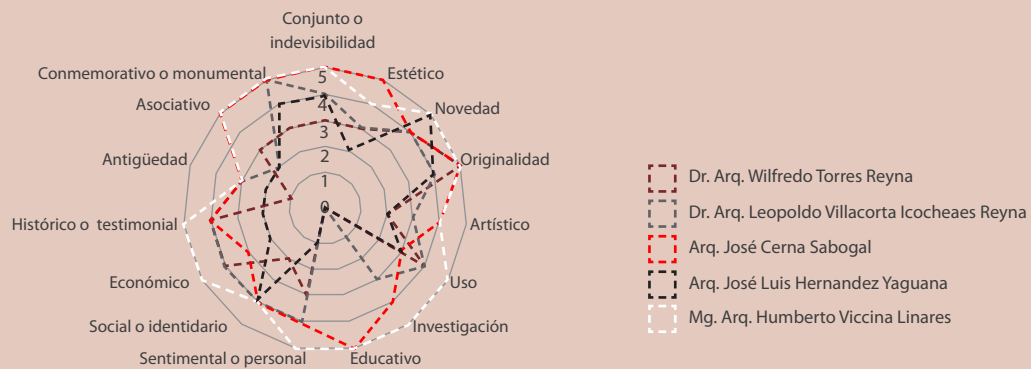 Conjunto o
indevisibilidad
Estético
Novedad
Originalidad
Artístico
Uso
Investigación
Educativo
Sentimental o personal
Social o identidario
Económico
Histórico o testimonial
Antigüedad
Asociativo
Conmemorativo o monumental
5
4
3
2
1
0
Dr. Arq. Wilfredo Torres Reyna
Dr. Arq. Leopoldo Villacorta Icocheaes Reyna
Arq. José Cerna Sabogal
Arq. José Luis Hernandez Yaguana
Mg. Arq. Humberto Viccina Linares